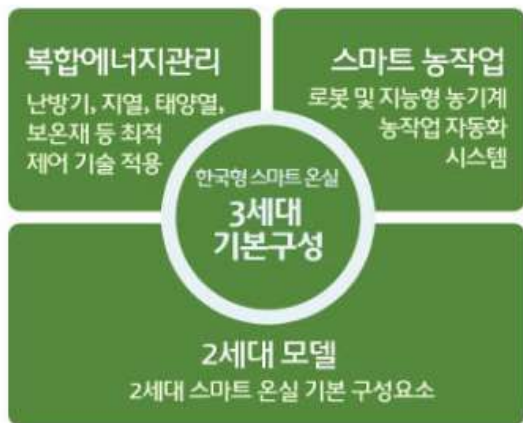 복합에너지관리
난방기, 지열, 태양열,
보온재 등 최적
제어 기술 적용
스마트 농작업
로봇 및 지능형 농기계
농작업 자동화
시스템
한국형 스마트 온실
3세대
기본구성
2세대 모델
2세대 스마트 온실 기본 구성요소